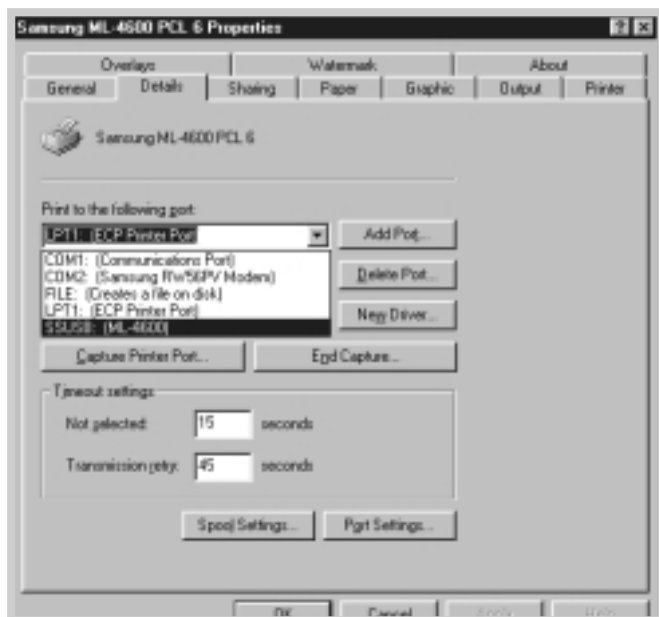 Samsung ML-4600 PCL 6 Properties
Overlays Watermark About
General Details Sharing Paper Graphic Output Printer
Samsung ML-4600 PCL 6
Print to the following port:
LPT1: (ECP Printer Port) Add Port...
COM1: (Communications Port)
COM2: (Samsung RW56PV Modem) Delete Port...
FILE: (Creates a file on disk)
LPT1: (ECP Printer Port) New Driver...
SSUSB: (ML-4600)
Capture Printer Port... End Capture...
Timeout settings
Not selected: 15 seconds
Transmission retry: 45 seconds
Spool Settings... Port Settings...
OK Cancel Apply Help